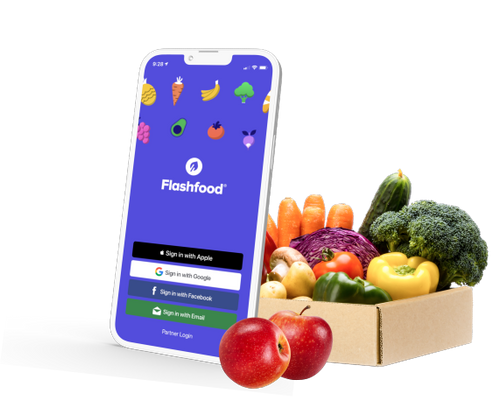 9:28
Flashfood®
Sign in with Apple
Sign in with Google
Sign in with Facebook
Sign in with Email
Partner Login